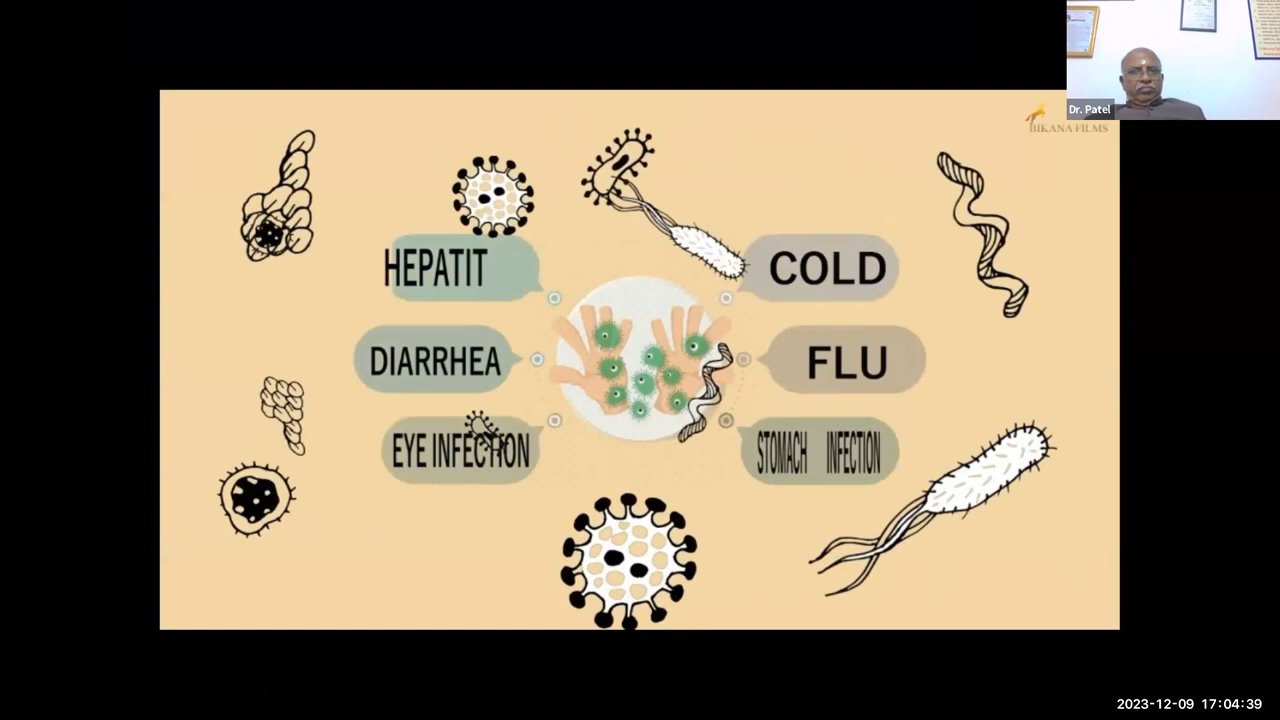 Dr. Patel
BIKANA FILMS
HEPATIT
COLD
DIARRHEA
FLU
EYE INFECTION
STOMACH INFECTION
2023-12-09 17:04:39